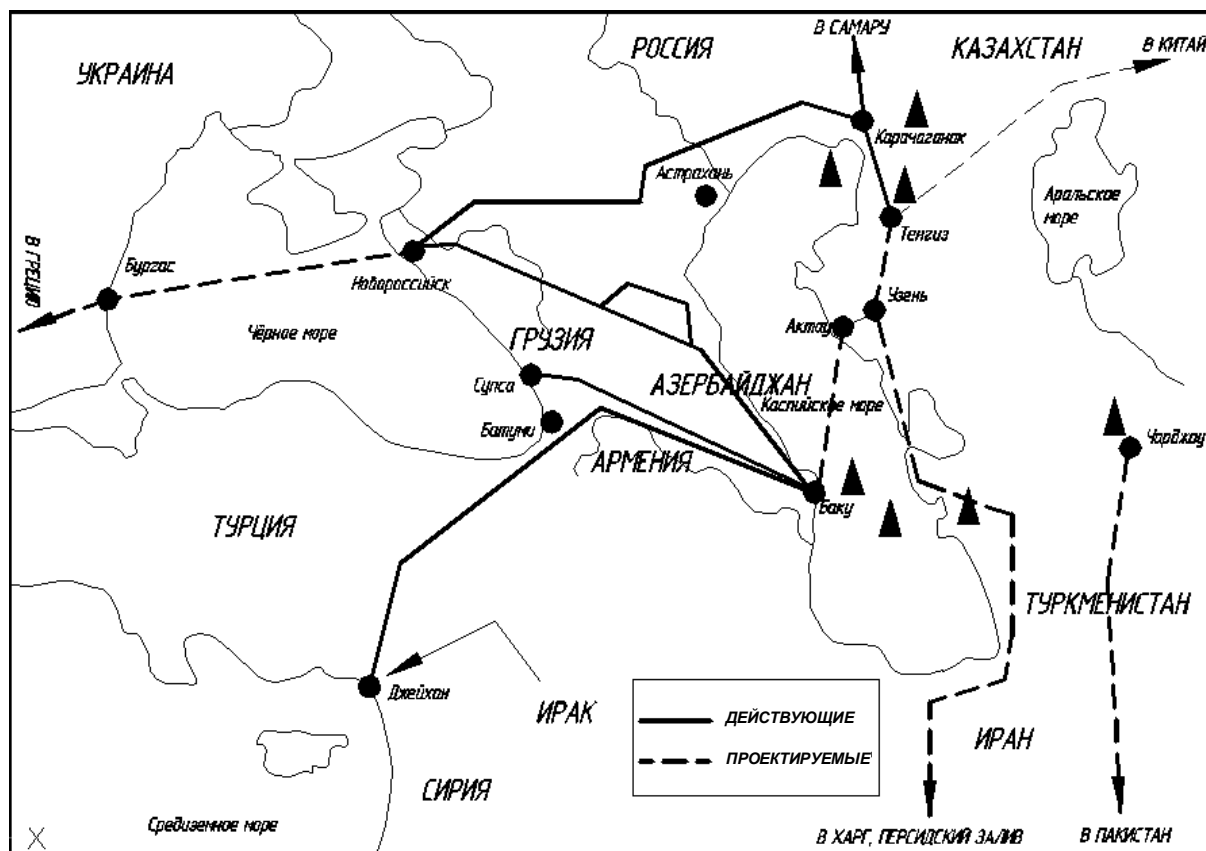 В САМАРУ
РОССИЯ
КАЗАХСТАН
В КИТАЙ
УКРАИНА
Карачаганак
Астрахань
Аральское
море
Тенгиз
В ГРЕЦИЮ
Бургас
Новороссийск
Узень
Чёрное море
ГРУЗИЯ
Актау
Супса
АЗЕРБАЙДЖАН
Каспийское море
Батуми
АРМЕНИЯ
Чарджоу
Баку
ТУРЦИЯ
ТУРКМЕНИСТАН
Джейхан
ИРАК
ДЕЙСТВУЮЩИЕ
ИРАН
ПРОЕКТИРУЕМЫЕ
СИРИЯ
Средиземное море
В ХАРГ, ПЕРСИДСКИЙ ЗАЛИВ
В ПАКИСТАН